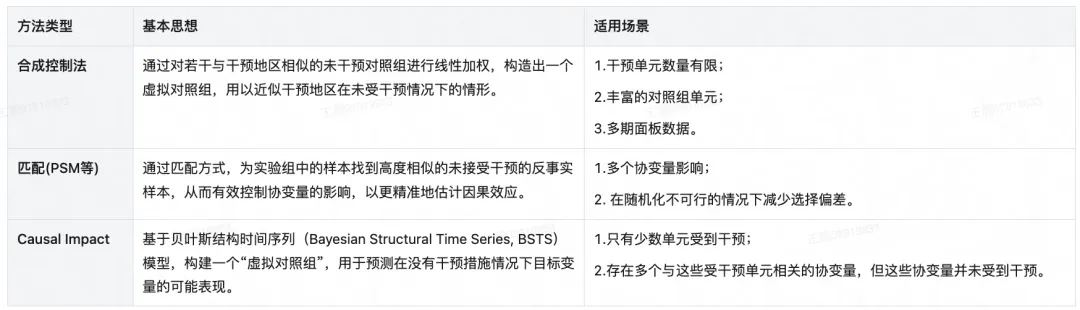 方法类型
基本思想
适用场景
合成控制法
通过对若干与干预地区相似的未干预对照组进行线性加权，构造出一个
虚拟对照组，用以近似干预地区在未受干预情况下的情形。
1.干预单元数量有限；
2.丰富的对照组单元；
3.多期面板数据。
匹配(PSM等)
通过匹配方式，为实验组中的样本找到高度相似的未接受干预的反事实
样本，从而有效控制协变量的影响，以更精准地估计因果效应。
1.多个协变量影响；
2. 在随机化不可行的情况下减少选择偏差。
Causal Impact
基于贝叶斯结构时间序列（Bayesian Structural Time Series, BSTS）
模型，构建一个“虚拟对照组”，用于预测在没有干预措施情况下目标变
量的可能表现。
1.只有少数单元受到干预；
2.存在多个与这些受干预单元相关的协变量，但这些协变量并未受到干预。